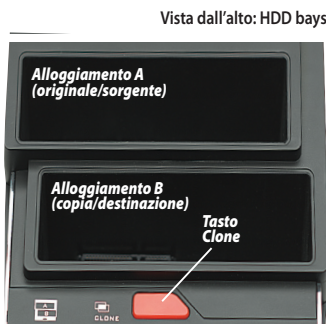 Vista dall'alto: HDD bays
Alloggiamento A
(originale/sorgente)
Alloggiamento B
(copia/destinazione)
Tasto
Clone
A
B
CLONE